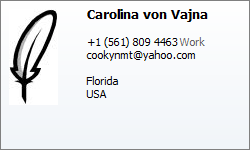 Carolina von Vajna
+1 (561) 809 4463 Work
cookynmt@yahoo.com
Florida
USA